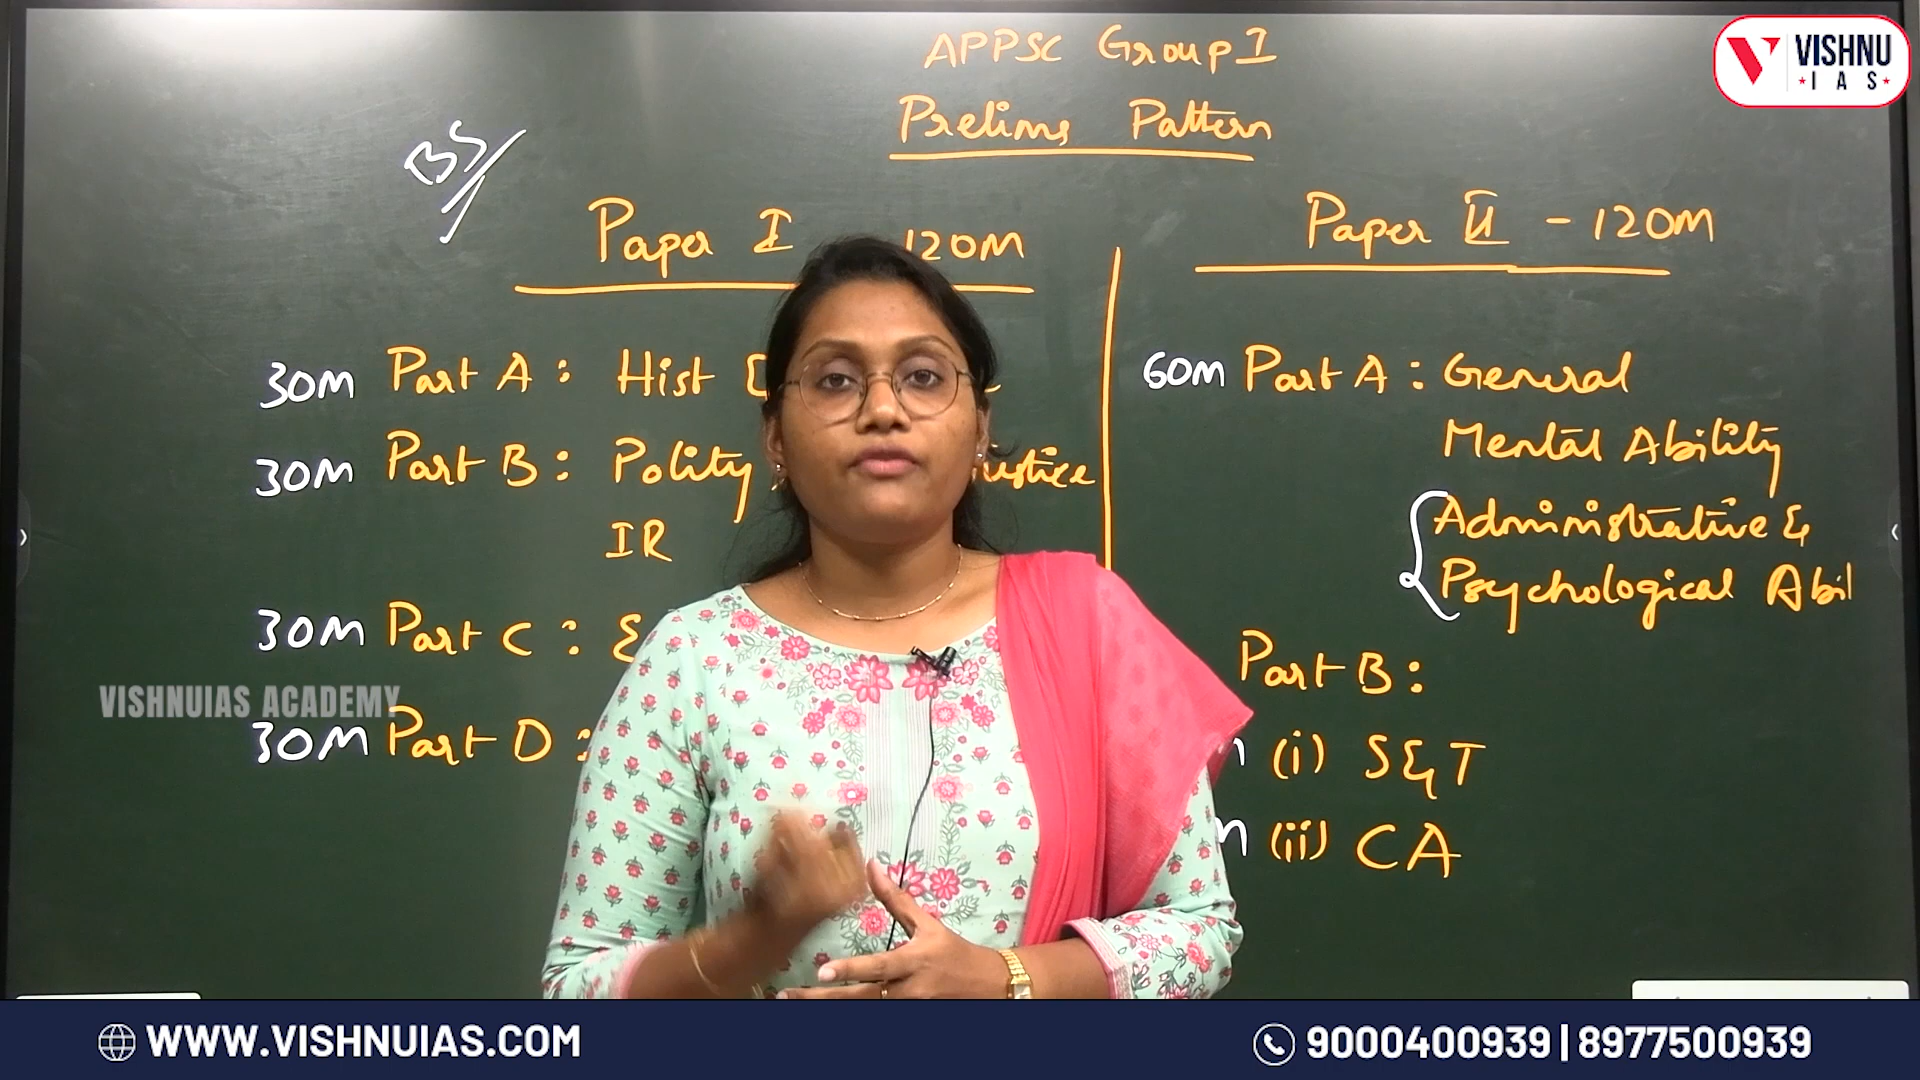 APPSC Group I
Prelims Pattern
VISHNU
IAS
Paper I 120M
30M Part A : Hist
30M Part B : Polity
IR
30M Part C :
30M Part D :
VISHNUIAS ACADEMY
Paper II - 120M
60M Part A : General
Mental Ability
Administrative &
Psychological Abil
Part B :
(i) S&T
(ii) CA
WWW.VISHNUIAS.COM
9000400939 | 8977500939